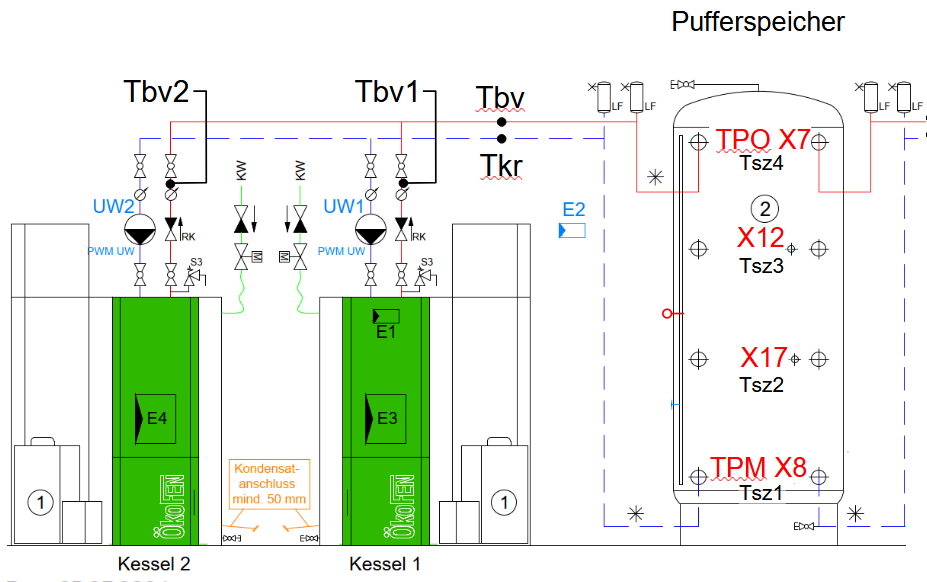 Pufferspeicher
Tbv2
Tbv1
Tbv
Tkr
LF
LF
LF
LF
TPO X7
Tsz4
2
X12
Tsz3
X17
Tsz2
TPM X8
Tsz1
KW
KW
UW2
PWM UW
RK
S3
M
M
UW1
PWM UW
RK
S3
E2
E1
E4
E3
Kondensat-
anschluss
mind. 50 mm
1
1
ÖkoFEN
ÖkoFEN
Kessel 2
Kessel 1